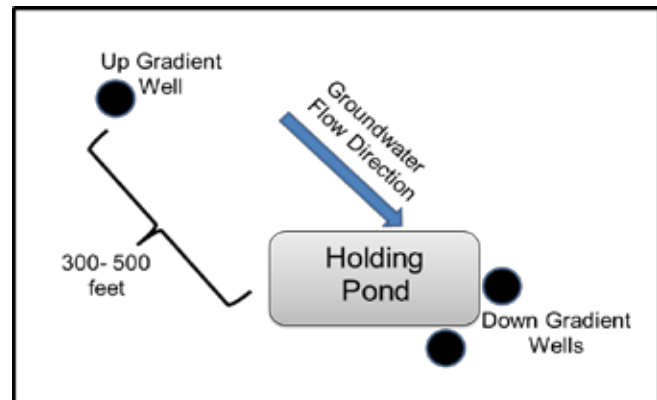 Up Gradient
Well
Groundwater
Flow Direction
300- 500
feet
Holding
Pond
Down Gradient
Wells